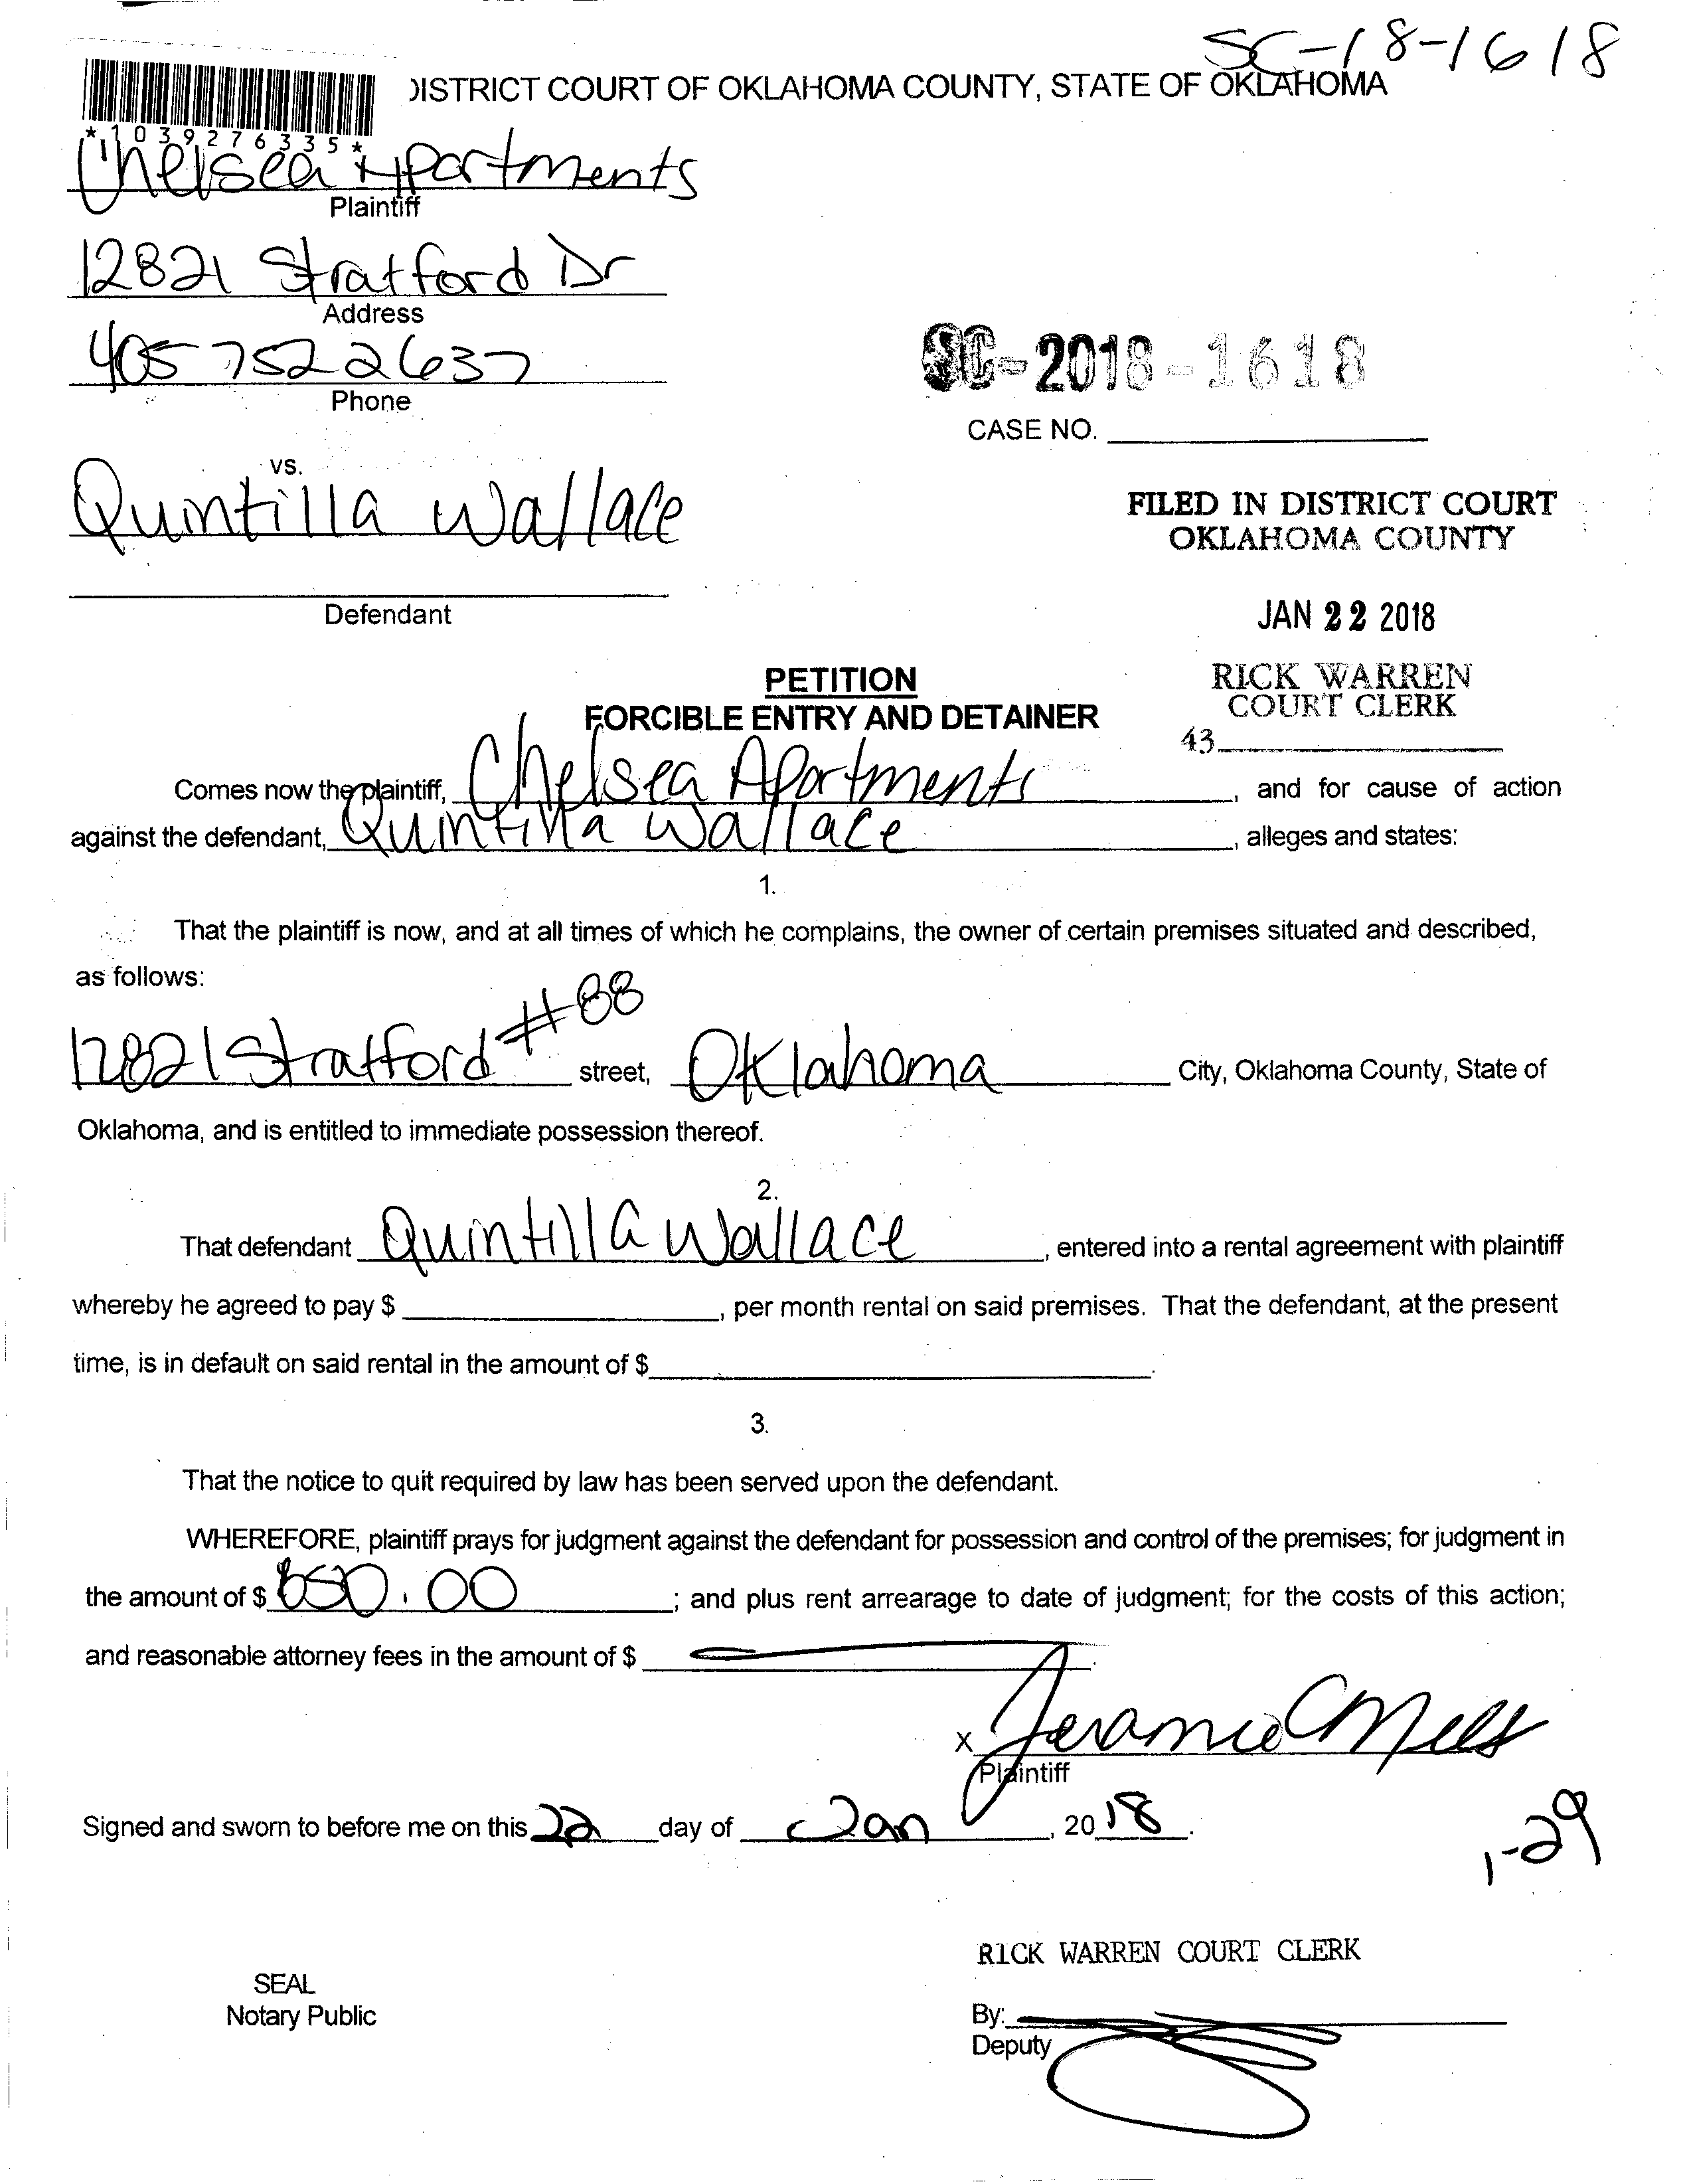 SC-18-1618
DISTRICT COURT OF OKLAHOMA COUNTY, STATE OF OKLAHOMA
*1039276335*
Chelsea Apartments
Plaintiff
12821 Stratford Dr
Address
405 752 2637
Phone
SC-2018-1618
CASE NO.
vs.
Quintilla Wallace
FILED IN DISTRICT COURT
OKLAHOMA COUNTY
Defendant
JAN 22 2018
PETITION
FORCIBLE ENTRY AND DETAINER
RICK WARREN
COURT CLERK
43
Comes now the plaintiff, Chelsea Apartments, and for cause of action
against the defendant, Quintilla Wallace, alleges and states:
1.
That the plaintiff is now, and at all times of which he complains, the owner of certain premises situated and described,
as follows:
12821 Stratford #88 street, Oklahoma City, Oklahoma County, State of
Oklahoma, and is entitled to immediate possession thereof.
2.
That defendant Quintilla Wallace, entered into a rental agreement with plaintiff
whereby he agreed to pay $, per month rental on said premises. That the defendant, at the present
time, is in default on said rental in the amount of $.
3.
That the notice to quit required by law has been served upon the defendant.
WHEREFORE, plaintiff prays for judgment against the defendant for possession and control of the premises; for judgment in
the amount of $ 650.00; and plus rent arrearage to date of judgment; for the costs of this action;
and reasonable attorney fees in the amount of $.
x
Plaintiff
Signed and sworn to before me on this 22 day of Jan, 2018.
1-29
RICK WARREN COURT CLERK
SEAL
Notary Public
By:
Deputy